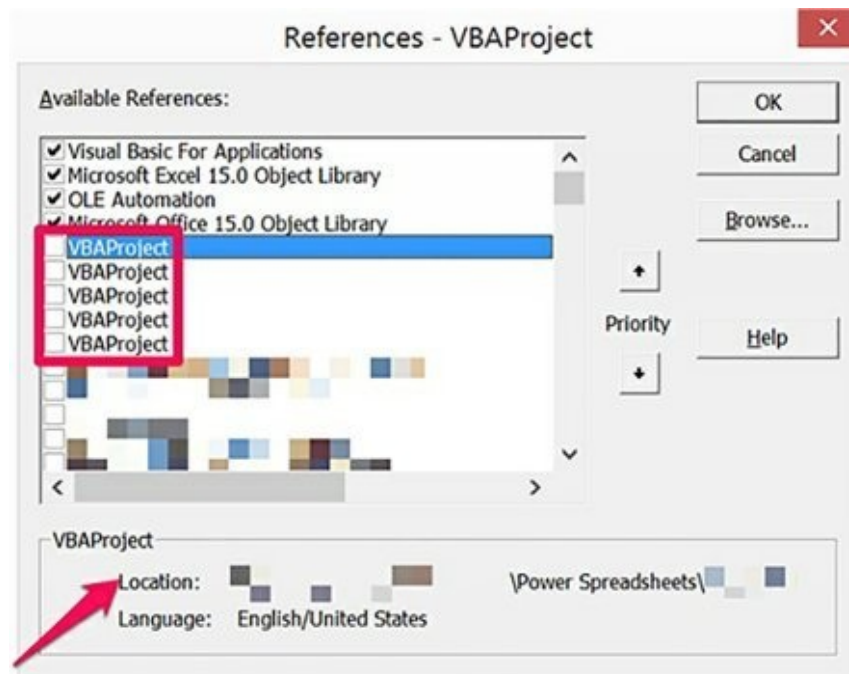 References - VBAProject
Available References:
OK
Visual Basic For Applications
Cancel
Microsoft Excel 15.0 Object Library
OLE Automation
Microsoft Office 15.0 Object Library
Browse...
VBAProject
VBAProject
VBAProject
VBAProject
VBAProject
Priority
Help
VBAProject
Location: \Power Spreadsheets\
Language: English/United States